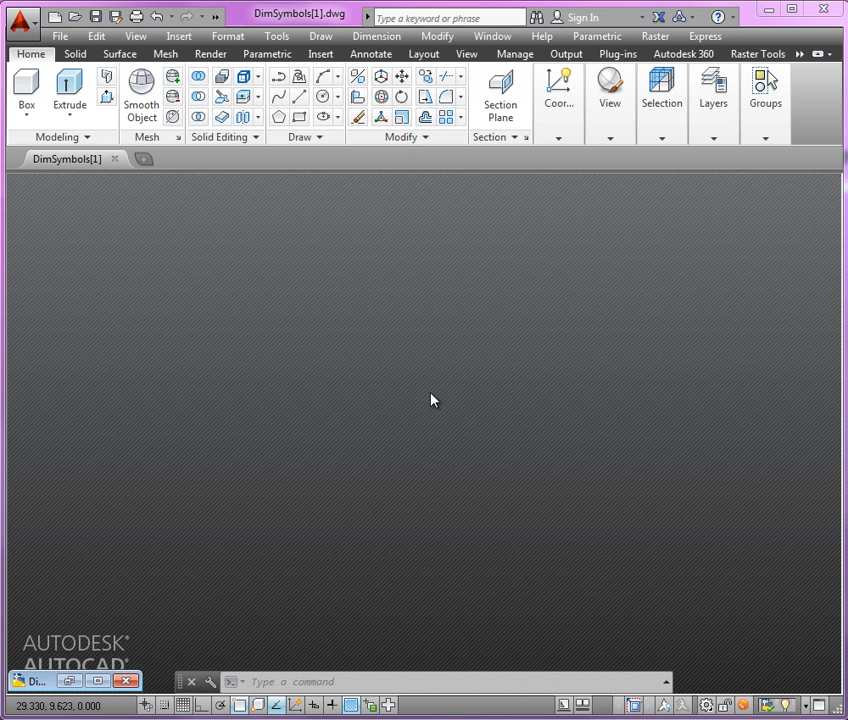 DimSymbols[1].dwg
Type a keyword or phrase
Sign In
File Edit View Insert Format Tools Draw Dimension Modify Window Help Parametric Raster Express
Home Solid Surface Mesh Render Parametric Insert Annotate Layout View Manage Output Plug-ins Autodesk 360 Raster Tools
Box Extrude Smooth Object Section Plane Coor... View Selection Layers Groups
Modeling Mesh Solid Editing Draw Modify Section
DimSymbols[1]
AUTODESK®
AUTOCAD®
Di...
Type a command
29.330, 9.623, 0.000